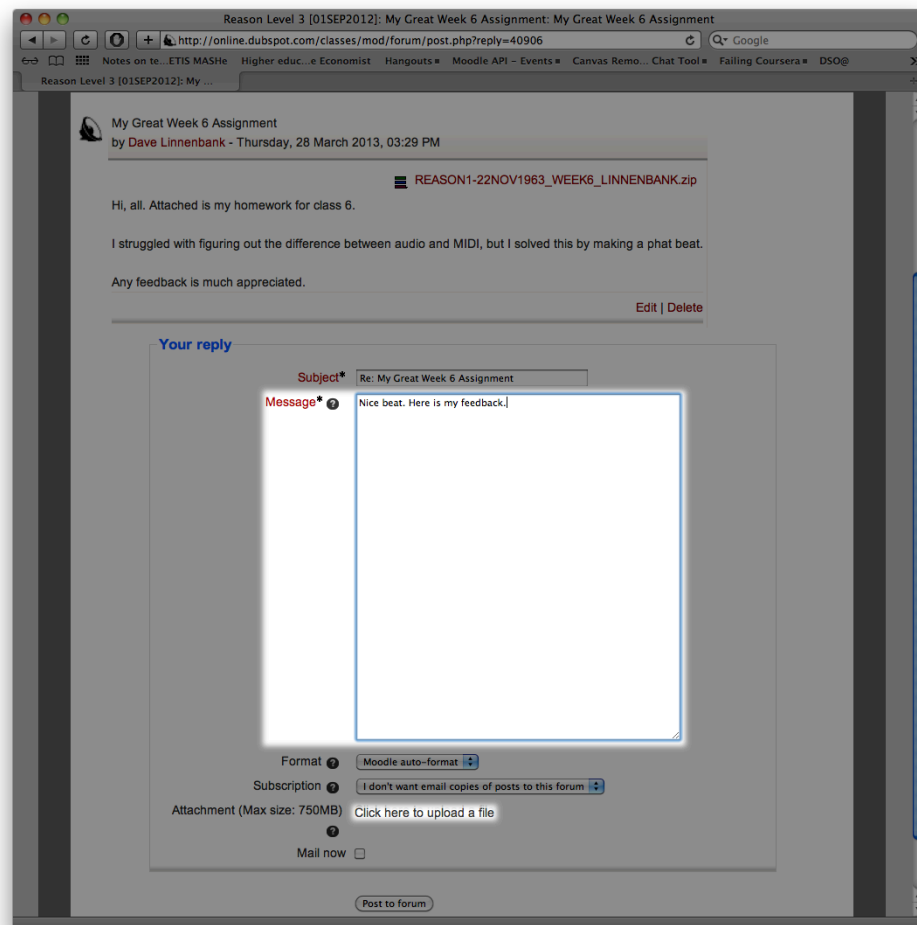 Reason Level 3 [01SEP2012]: My Great Week 6 Assignment: My Great Week 6 Assignment
http://online.dubspot.com/classes/mod/forum/post.php?reply=40906
Google
Notes on te...ETIS MASHe Higher educ...e Economist Hangouts Moodle API – Events Canvas Remo... Chat Tool Failing Coursera DSO@
Reason Level 3 [01SEP2012]: My ...
My Great Week 6 Assignment
by Dave Linnenbank - Thursday, 28 March 2013, 03:29 PM
REASON1-22NOV1963_WEEK6_LINNENBANK.zip
Hi, all. Attached is my homework for class 6.
I struggled with figuring out the difference between audio and MIDI, but I solved this by making a phat beat.
Any feedback is much appreciated.
Edit | Delete
Your reply
Subject* Re: My Great Week 6 Assignment
Message* Nice beat. Here is my feedback.
Format Moodle auto-format
Subscription I don't want email copies of posts to this forum
Attachment (Max size: 750MB) Click here to upload a file
Mail now
Post to forum